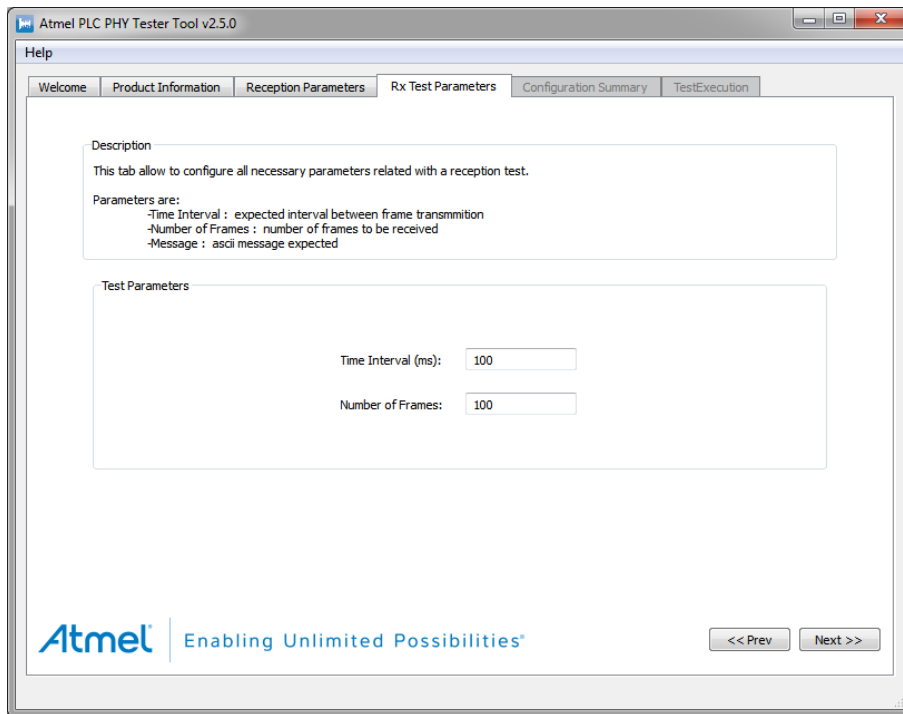 Atmel PLC PHY Tester Tool v2.5.0
Help
Welcome
Product Information
Reception Parameters
Rx Test Parameters
Configuration Summary
TestExecution
Description
This tab allow to configure all necessary parameters related with a reception test.
Parameters are:
-Time Interval : expected interval between frame transmmition
-Number of Frames : number of frames to be received
-Message : ascii message expected
Test Parameters
Time Interval (ms): 100
Number of Frames: 100
Atmel® Enabling Unlimited Possibilities®
<< Prev
Next >>